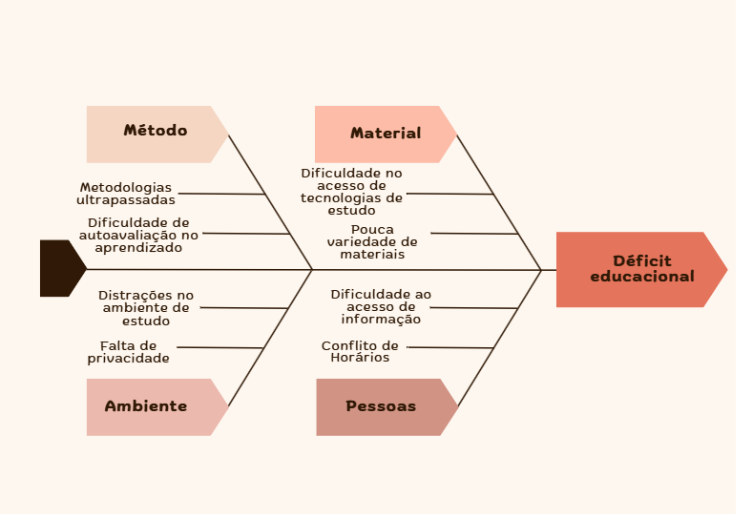 Método
Material
Metodologias
ultrapassadas
Dificuldade de
autoavaliação no
aprendizado
Dificuldade no
acesso de
tecnologias de
estudo
Pouca
variedade de
materiais
Déficit
educacional
Distrações no
ambiente de
estudo
Falta de
privacidade
Dificuldade ao
acesso de
informação
Conflito de
Horários
Ambiente
Pessoas